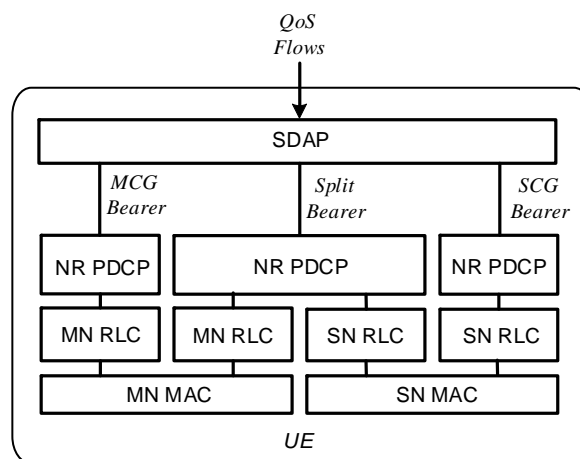 QoS
Flows
SDAP
MCG
Bearer
Split
Bearer
SCG
Bearer
NR PDCP
NR PDCP
NR PDCP
MN RLC
MN RLC
SN RLC
SN RLC
MN MAC
SN MAC
UE